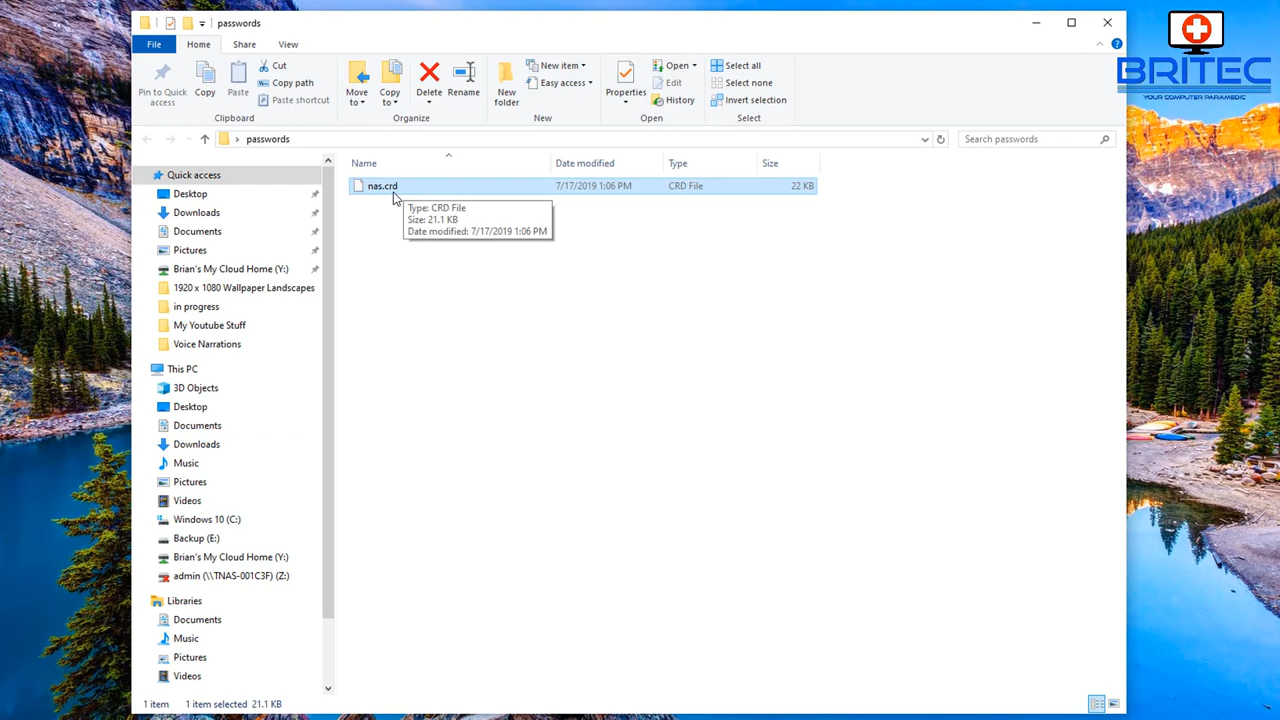 passwords
File Home Share View
Pin to Quick access
Copy
Paste
Cut
Copy path
Paste shortcut
Clipboard
Move to
Copy to
Delete
Rename
Organize
New folder
New item
Easy access
New
Properties
Open
Edit
History
Open
Select all
Select none
Invert selection
Select
BRITEC
YOUR COMPUTER PARAMEDIC
passwords
Search passwords
Name Date modified Type Size
nas.crd 7/17/2019 1:06 PM CRD File 22 KB
Type: CRD File
Size: 21.1 KB
Date modified: 7/17/2019 1:06 PM
Quick access
Desktop
Downloads
Documents
Pictures
Brian's My Cloud Home (Y:)
1920 x 1080 Wallpaper Landscapes
in progress
My Youtube Stuff
Voice Narrations
This PC
3D Objects
Desktop
Documents
Downloads
Music
Pictures
Videos
Windows 10 (C:)
Backup (E:)
Brian's My Cloud Home (Y:)
admin (\\TNAS-001C3F) (Z:)
Libraries
Documents
Music
Pictures
Videos
1 item 1 item selected 21.1 KB